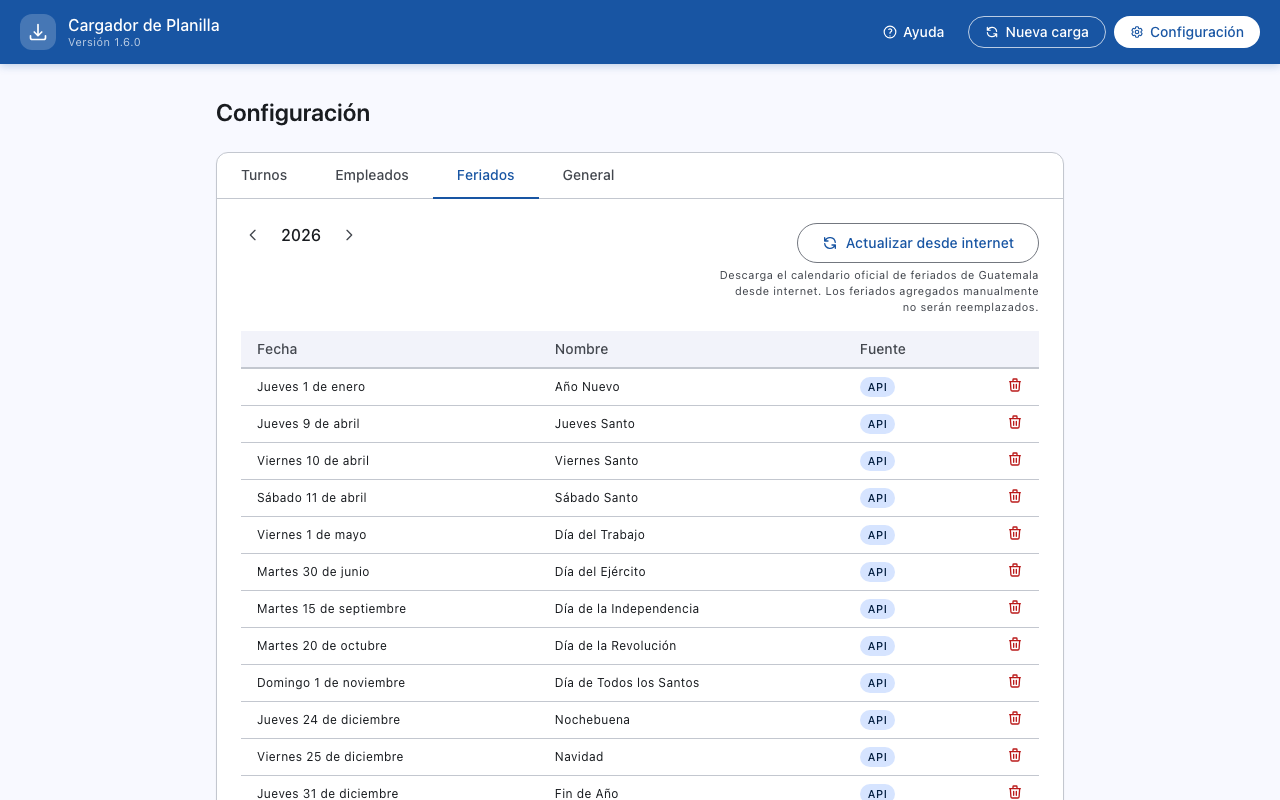 Cargador de Planilla
Versión 1.6.0
Ayuda
Nueva carga
Configuración
Configuración
Turnos
Empleados
Feriados
General
2026
Actualizar desde internet
Descarga el calendario oficial de feriados de Guatemala
desde internet. Los feriados agregados manualmente
no serán reemplazados.
Fecha Nombre Fuente
Jueves 1 de enero Año Nuevo API
Jueves 9 de abril Jueves Santo API
Viernes 10 de abril Viernes Santo API
Sábado 11 de abril Sábado Santo API
Viernes 1 de mayo Día del Trabajo API
Martes 30 de junio Día del Ejército API
Martes 15 de septiembre Día de la Independencia API
Martes 20 de octubre Día de la Revolución API
Domingo 1 de noviembre Día de Todos los Santos API
Jueves 24 de diciembre Nochebuena API
Viernes 25 de diciembre Navidad API
Jueves 31 de diciembre Fin de Año API